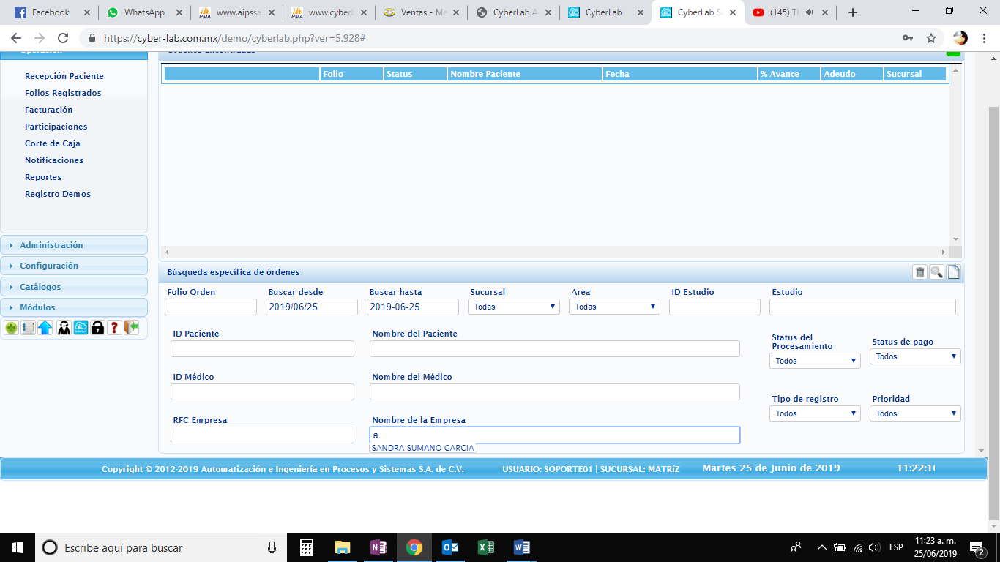 Facebook
WhatsApp
www.aipssa
www.cyberl
Ventas - Me
CyberLab A
CyberLab
CyberLab S
(145) T
https://cyber-lab.com.mx/demo/cyberlab.php?ver=5.928#
Recepción Paciente
Folios Registrados
Facturación
Participaciones
Corte de Caja
Notificaciones
Reportes
Registro Demos
Administración
Configuración
Catálogos
Módulos
Folio Status Nombre Paciente Fecha % Avance Adeudo Sucursal
Búsqueda específica de órdenes
Folio Orden Buscar desde Buscar hasta Sucursal Area ID Estudio Estudio
2019/06/25 2019-06-25 Todas Todas
ID Paciente Nombre del Paciente
Status del
Procesamiento
Status de pago
Todos Todos
ID Médico Nombre del Médico
Tipo de registro Prioridad
Todos Todos
RFC Empresa Nombre de la Empresa
a
SANDRA SUMANO GARCIA
Copyright © 2012-2019 Automatización e Ingeniería en Procesos y Sistemas S.A. de C.V. USUARIO: SOPORTE01 | SUCURSAL: MATRíZ Martes 25 de Junio de 2019 11:22:1
Escribe aquí para buscar
ESP
11:23 a. m.
25/06/2019
2